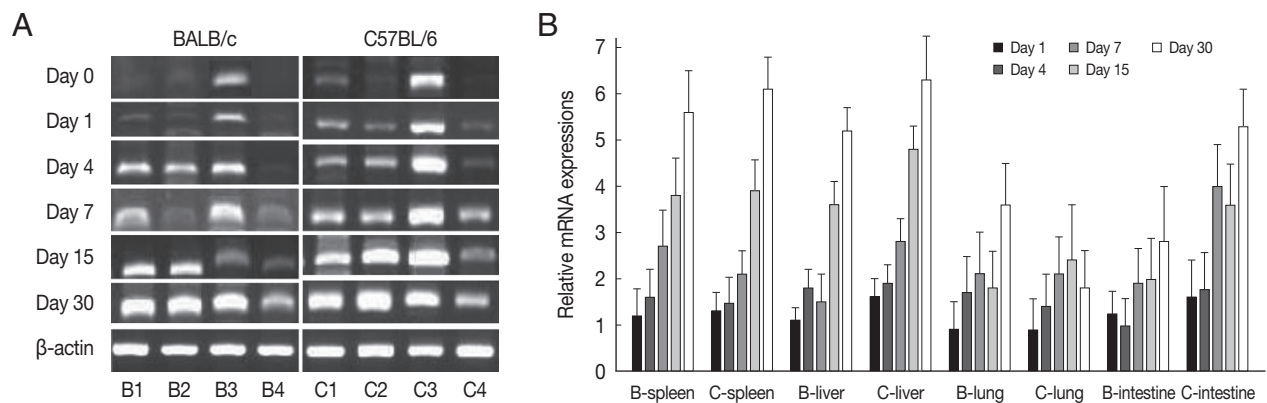 A
BALB/c C57BL/6
Day 0
Day 1
Day 4
Day 7
Day 15
Day 30
β-actin
B1 B2 B3 B4 C1 C2 C3 C4
B
Relative mRNA expressions
7
6
5
4
3
2
1
0
Day 1 Day 7 Day 30
Day 4 Day 15
B-spleen C-spleen B-liver C-liver B-lung C-lung B-intestine C-intestine